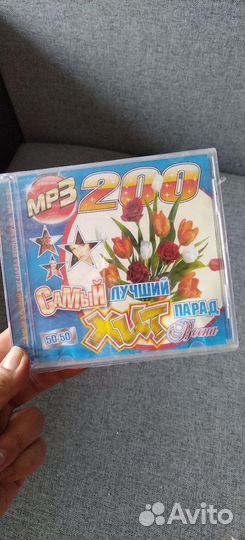 MP3 200
Самый лучший
Хит парад
50/50 Весна
Avito